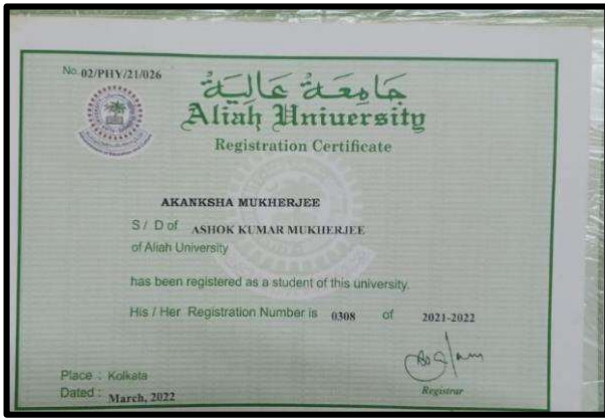 No. 02/PHY/21/026
جَامِعَةُ عَالِيَةُ
Aliah University
Registration Certificate
AKANKSHA MUKHERJEE
S / D of ASHOK KUMAR MUKHERJEE
of Aliah University
has been registered as a student of this university.
His / Her Registration Number is 0308 of 2021-2022
Registrar
Place : Kolkata
Dated : March, 2022